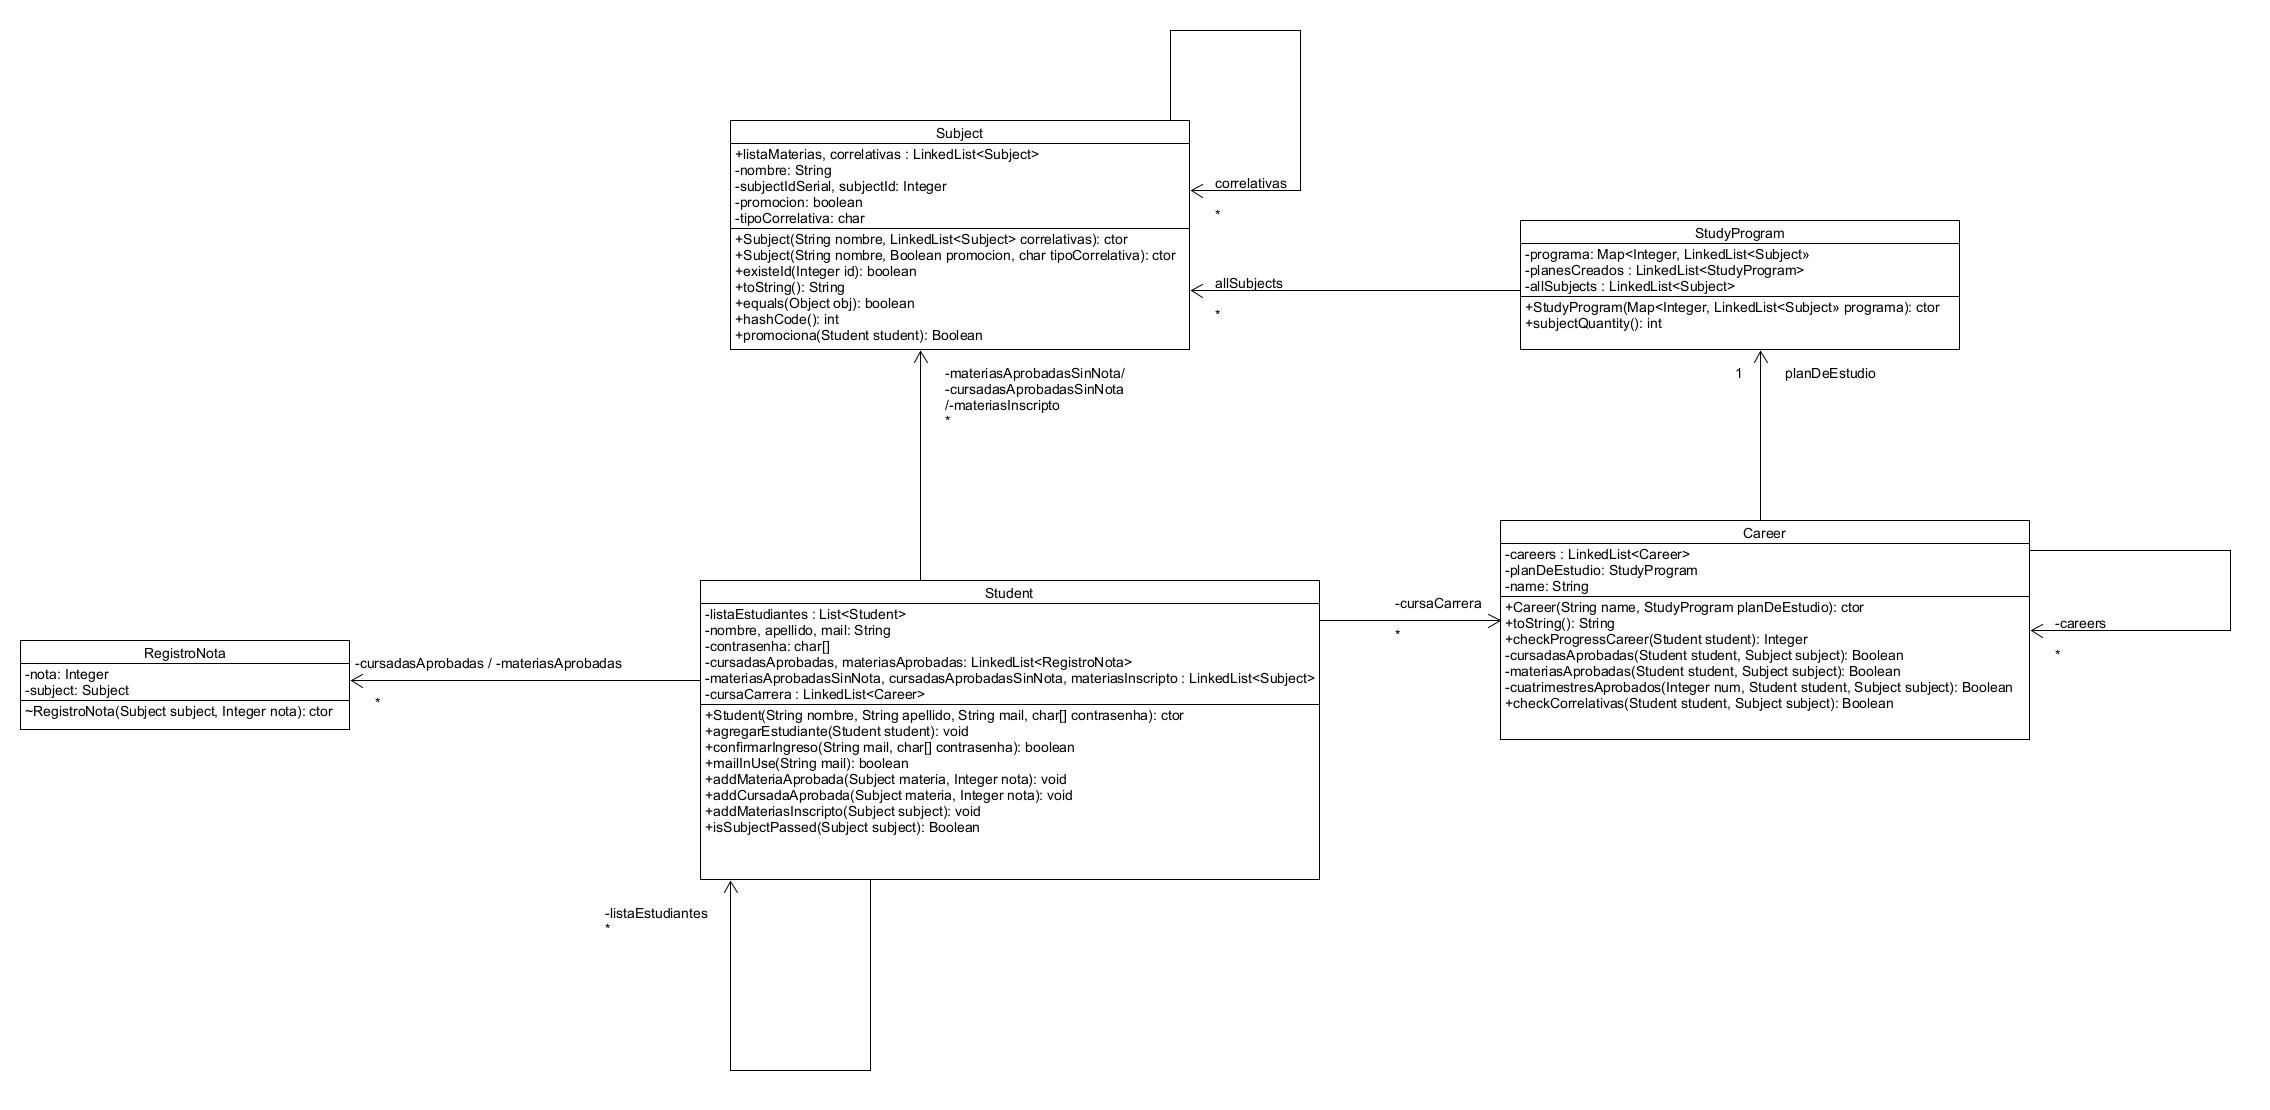 Subject
+listaMaterias, correlativas : LinkedList<Subject>
-nombre: String
-subjectIdSerial, subjectId: Integer
-promocion: boolean
-tipoCorrelativa: char
+Subject(String nombre, LinkedList<Subject> correlativas): ctor
+Subject(String nombre, Boolean promocion, char tipoCorrelativa): ctor
+existeId(Integer id): boolean
+toString(): String
+equals(Object obj): boolean
+hashCode(): int
+promociona(Student student): Boolean
correlativas
*
allSubjects
*
StudyProgram
-programa: Map<Integer, LinkedList<Subject»
-planesCreados : LinkedList<StudyProgram>
-allSubjects : LinkedList<Subject>
+StudyProgram(Map<Integer, LinkedList<Subject» programa): ctor
+subjectQuantity(): int
-materiasAprobadasSinNota/
-cursadasAprobadasSinNota
/-materiasInscripto
*
1
planDeEstudio
Career
-careers : LinkedList<Career>
-planDeEstudio: StudyProgram
-name: String
+Career(String name, StudyProgram planDeEstudio): ctor
+toString(): String
+checkProgressCareer(Student student): Integer
-cursadasAprobadas(Student student, Subject subject): Boolean
-materiasAprobadas(Student student, Subject subject): Boolean
-cuatrimestresAprobados(Integer num, Student student, Subject subject): Boolean
+checkCorrelativas(Student student, Subject subject): Boolean
-careers
*
Student
-listaEstudiantes : List<Student>
-nombre, apellido, mail: String
-contrasenha: char[]
-cursadasAprobadas, materiasAprobadas: LinkedList<RegistroNota>
-materiasAprobadasSinNota, cursadasAprobadasSinNota, materiasInscripto : LinkedList<Subject>
-cursaCarrera : LinkedList<Career>
+Student(String nombre, String apellido, String mail, char[] contrasenha): ctor
+agregarEstudiante(Student student): void
+confirmarIngreso(String mail, char[] contrasenha): boolean
+mailInUse(String mail): boolean
+addMateriaAprobada(Subject materia, Integer nota): void
+addCursadaAprobada(Subject materia, Integer nota): void
+addMateriasInscripto(Subject subject): void
+isSubjectPassed(Subject subject): Boolean
-cursaCarrera
*
RegistroNota
-nota: Integer
-subject: Subject
~RegistroNota(Subject subject, Integer nota): ctor
-cursadasAprobadas / -materiasAprobadas
*
-listaEstudiantes
*